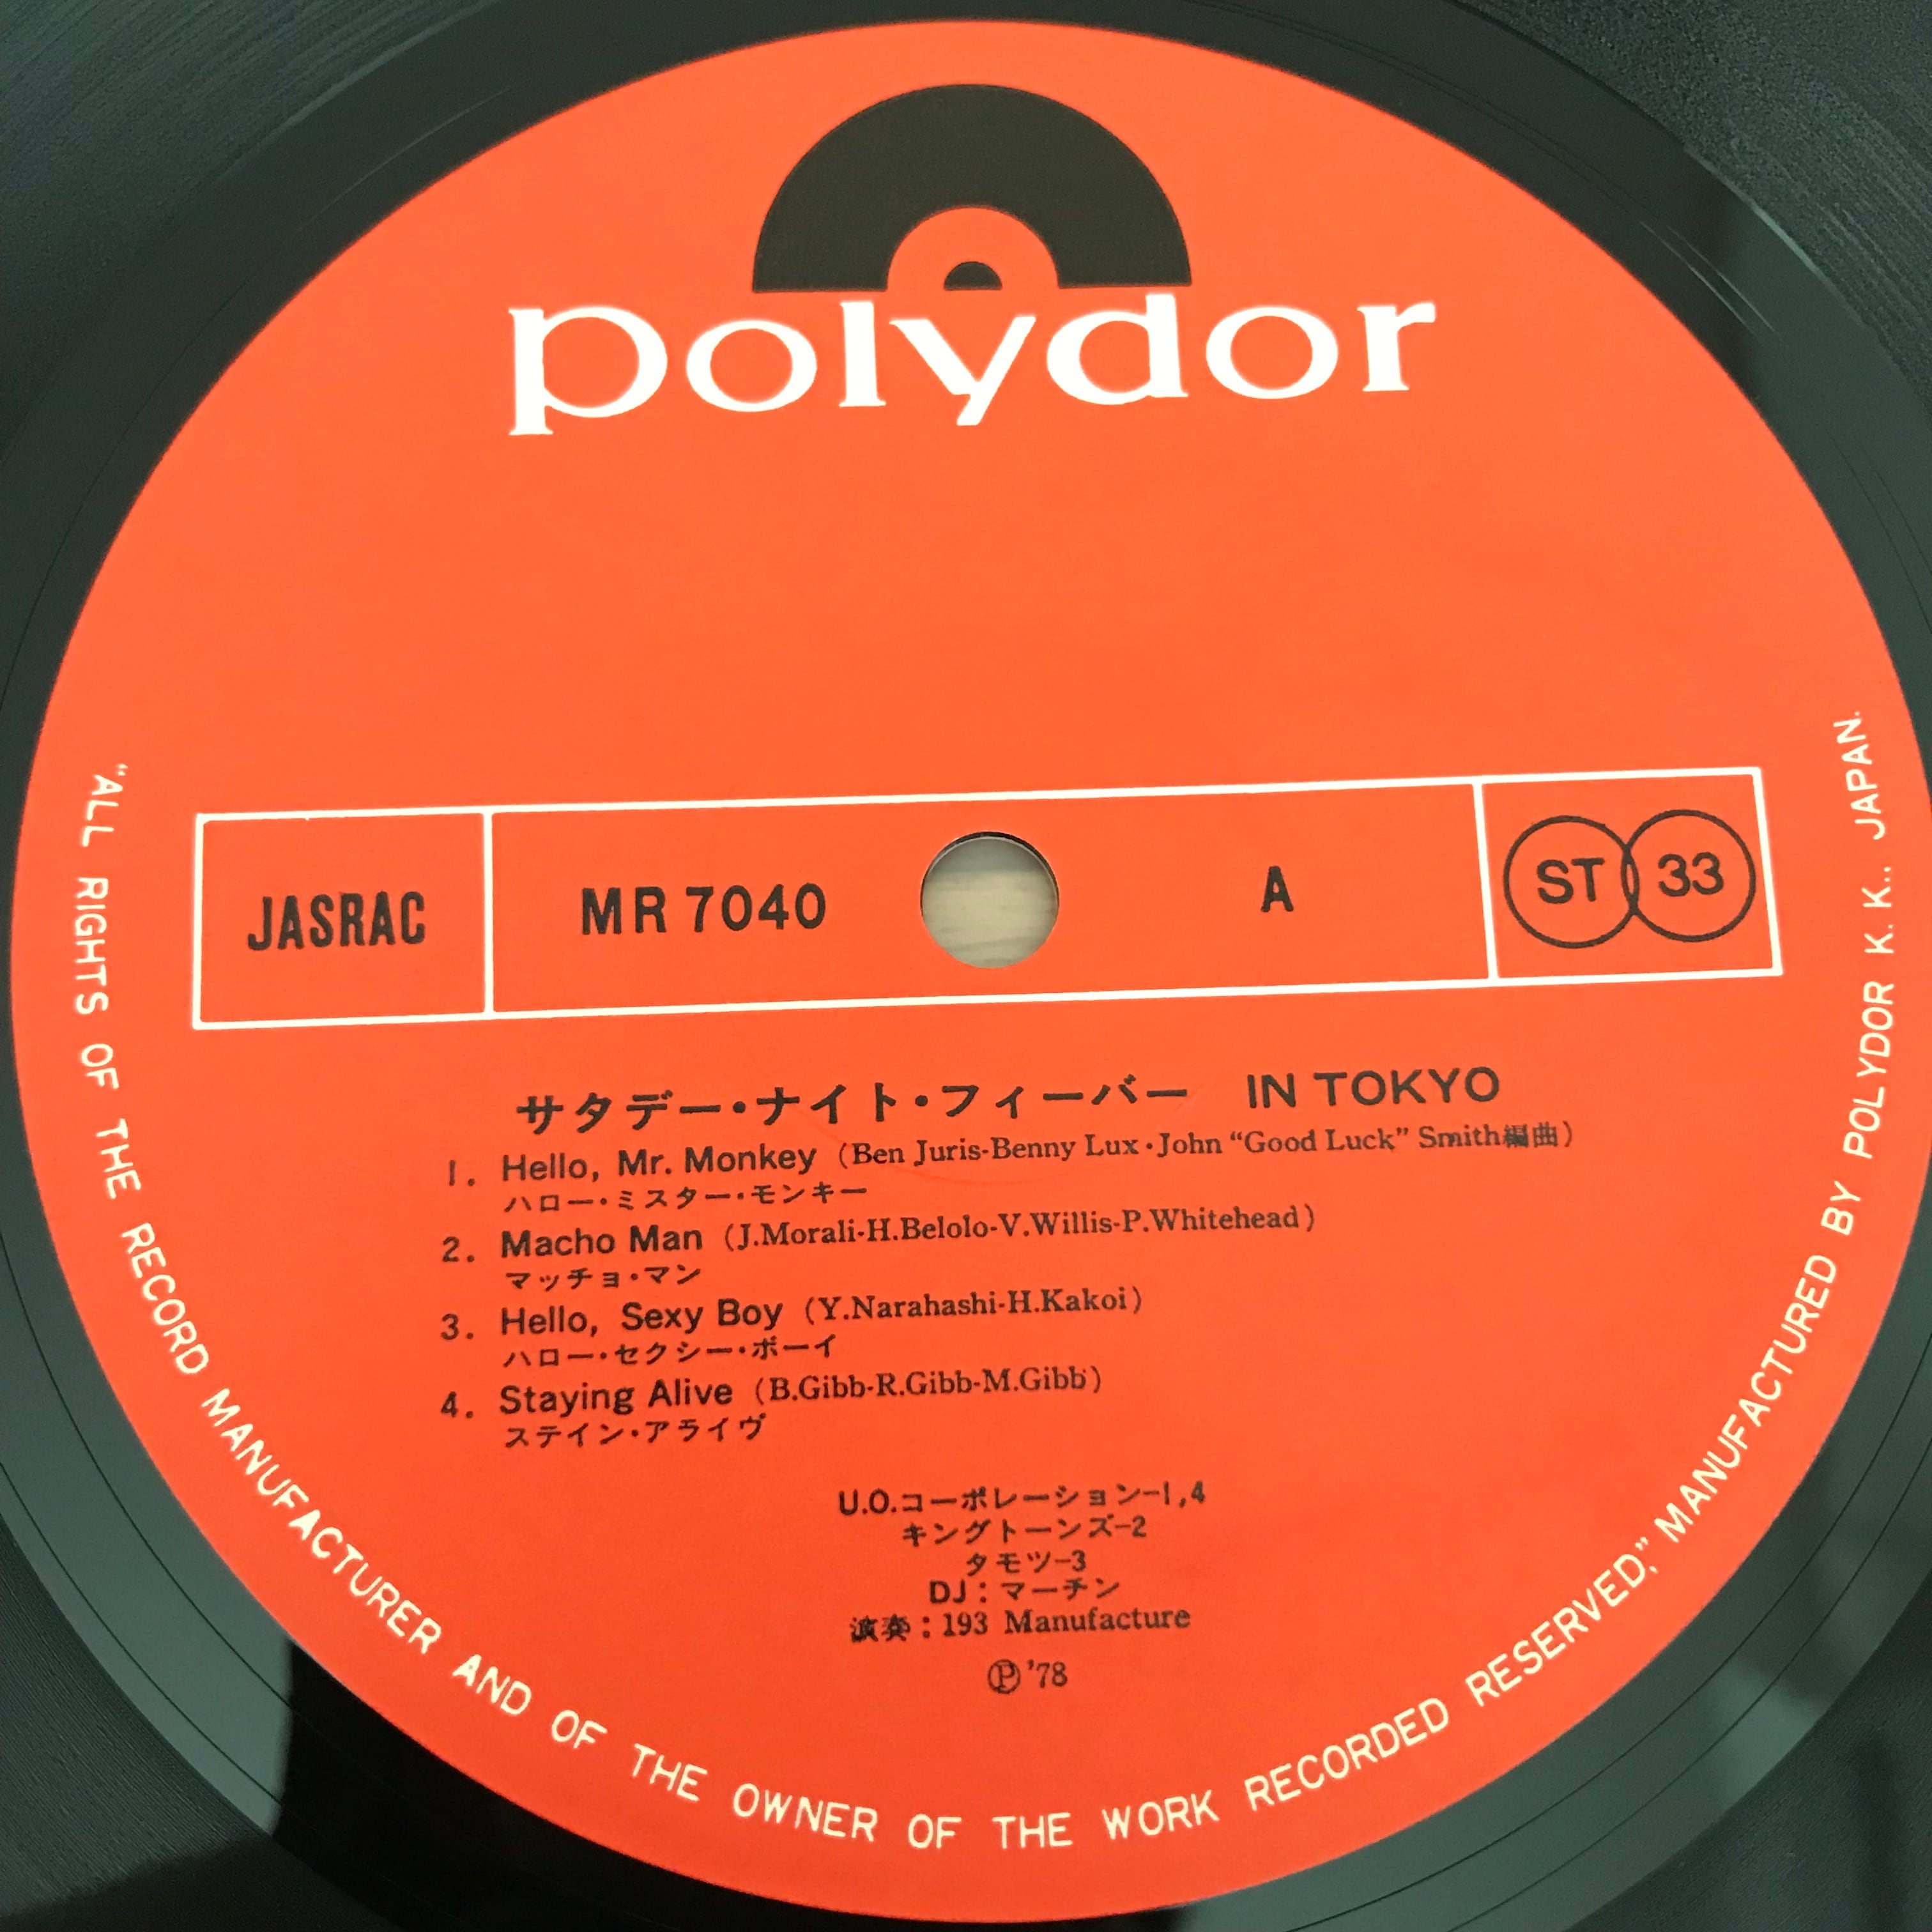 polydor
JASRAC
MR 7040
A
ST 33
サタデー・ナイト・フィーバー IN TOKYO
1. Hello, Mr. Monkey (Ben Juris-Benny Lux・John “Good Luck” Smith編曲)
ハロー・ミスター・モンキー
2. Macho Man (J.Morali-H.Belolo-V.Willis-P.Whitehead)
マッチョ・マン
3. Hello, Sexy Boy (Y.Narahashi-H.Kakoi)
ハロー・セクシー・ボーイ
4. Staying Alive (B.Gibb-R.Gibb-M.Gibb)
ステイン・アライヴ
U.O.コーポレーション-1,4
キングトーンズ-2
タモツ-3
DJ：マーチン
演奏：193 Manufacture
Ⓟ '78
“ALL RIGHTS OF THE RECORD MANUFACTURER AND OF THE OWNER OF THE WORK RECORDED RESERVED,” MANUFACTURED BY POLYDOR K.K.. JAPAN.